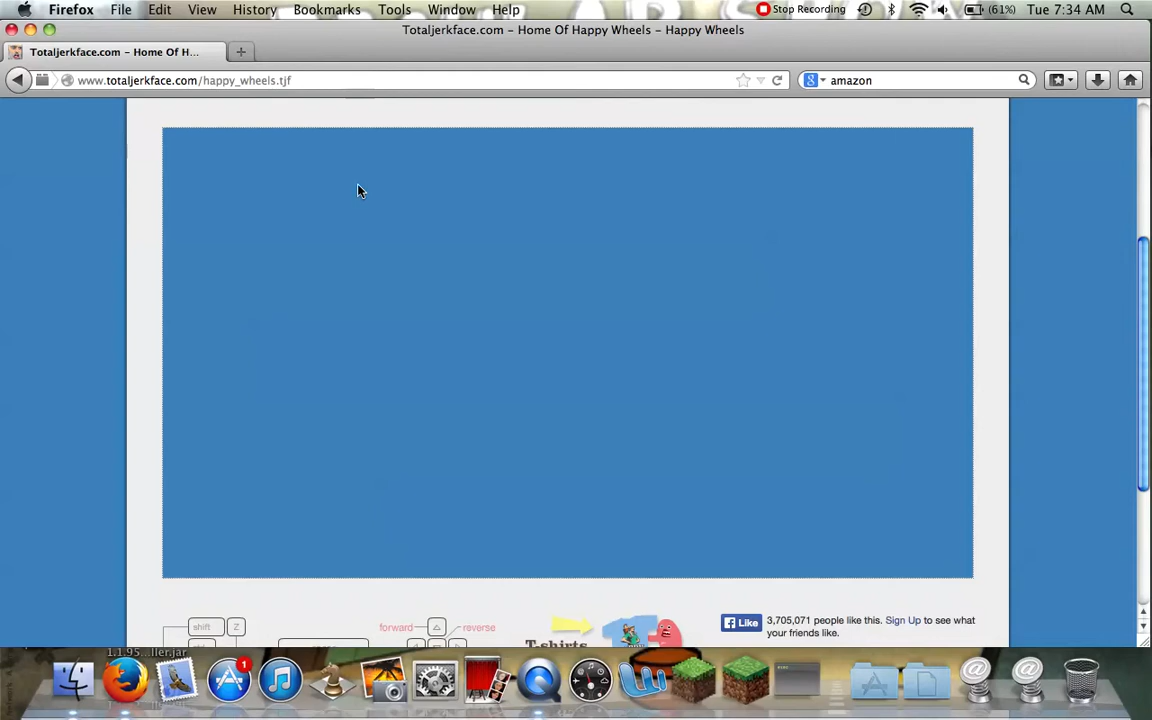 Firefox File Edit View History Bookmarks Tools Window Help Stop Recording (61%) Tue 7:34 AM
Totaljerkface.com – Home Of Happy Wheels – Happy Wheels
Totaljerkface.com – Home Of H...
www.totaljerkface.com/happy_wheels.tjf
amazon
shift Z
forward
reverse
T-shirts
Like
3,705,071 people like this. Sign Up to see what
your friends like.
1